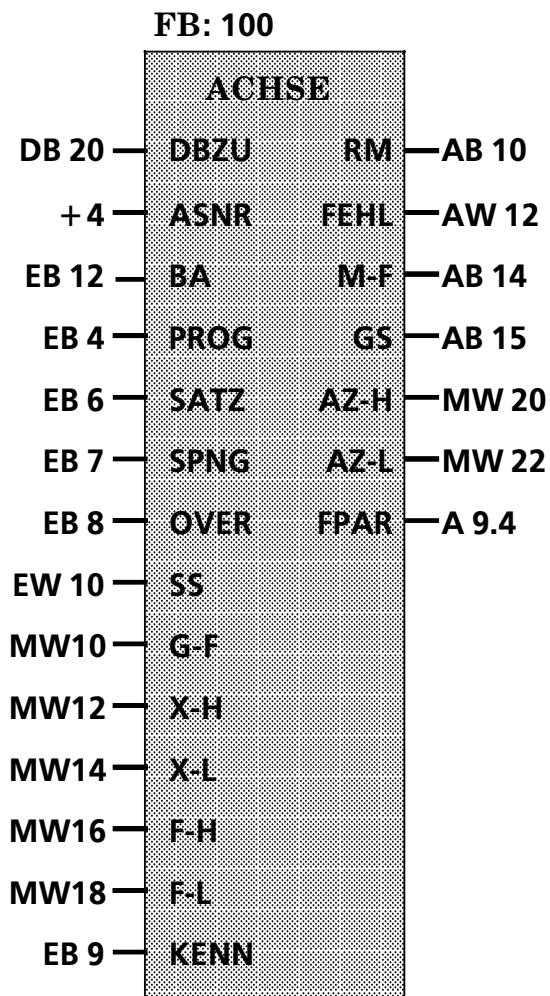 FB: 100
ACHSE
DB 20 DBZU RM AB 10
+4 ASNR FEHL AW 12
EB 12 BA M-F AB 14
EB 4 PROG GS AB 15
EB 6 SATZ AZ-H MW 20
EB 7 SPNG AZ-L MW 22
EB 8 OVER FPAR A 9.4
EW 10 SS
MW10 G-F
MW12 X-H
MW14 X-L
MW16 F-H
MW18 F-L
EB 9 KENN